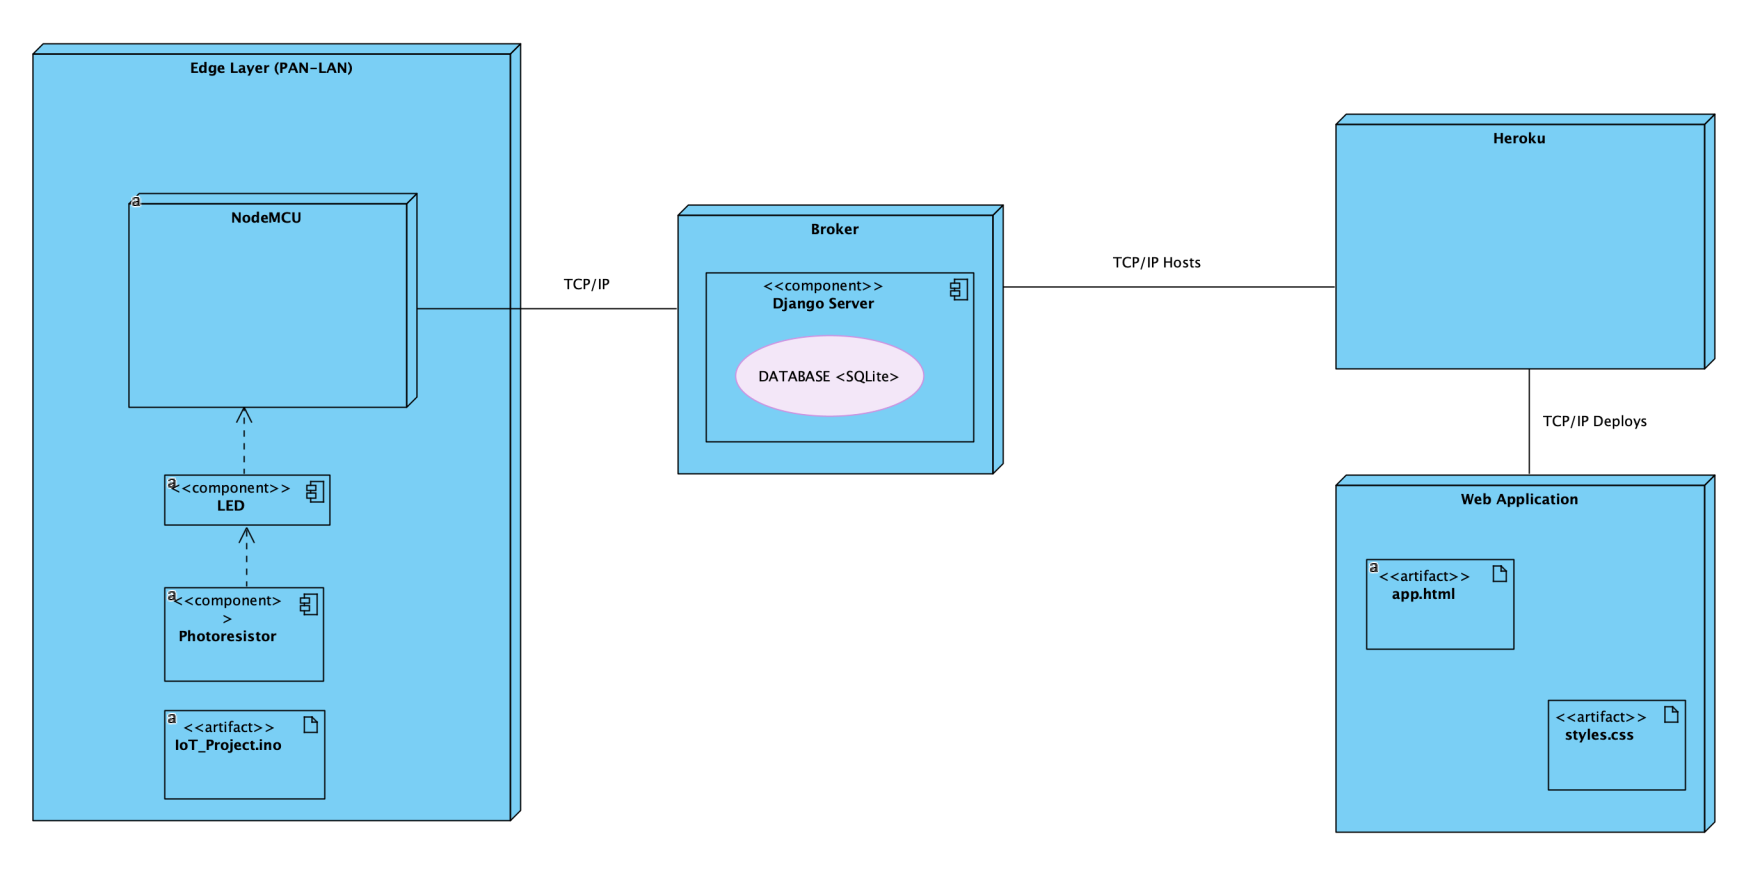 Edge Layer (PAN-LAN)
a
NodeMCU
a
<<component>>
LED
a
<<component>
>
Photoresistor
a
<<artifact>>
IoT_Project.ino
TCP/IP
Broker
<<component>>
Django Server
DATABASE <SQLite>
TCP/IP Hosts
Heroku
TCP/IP Deploys
Web Application
a
<<artifact>>
app.html
<<artifact>>
styles.css